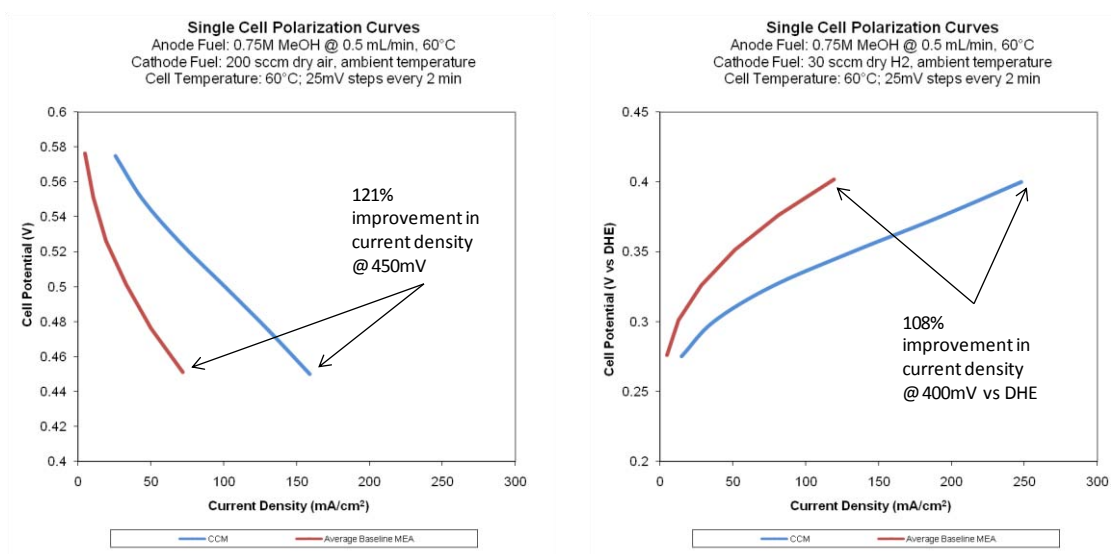 Single Cell Polarization Curves
Anode Fuel: 0.75M MeOH @ 0.5 mL/min, 60°C
Cathode Fuel: 200 sccm dry air, ambient temperature
Cell Temperature: 60°C; 25mV steps every 2 min
0.6
0.58
0.56
0.54
0.52
0.5
0.48
0.46
0.44
0.42
0.4
Cell Potential (V)
121%
improvement in
current density
@ 450mV
0 50 100 150 200 250 300
Current Density (mA/cm²)
CCM Average Baseline MEA
Single Cell Polarization Curves
Anode Fuel: 0.75M MeOH @ 0.5 mL/min, 60°C
Cathode Fuel: 30 sccm dry H2, ambient temperature
Cell Temperature: 60°C; 25mV steps every 2 min
0.45
0.4
0.35
0.3
0.25
0.2
Cell Potential (V vs DHE)
108%
improvement in
current density
@ 400mV vs DHE
0 50 100 150 200 250 300
Current Density (mA/cm²)
CCM Average Baseline MEA